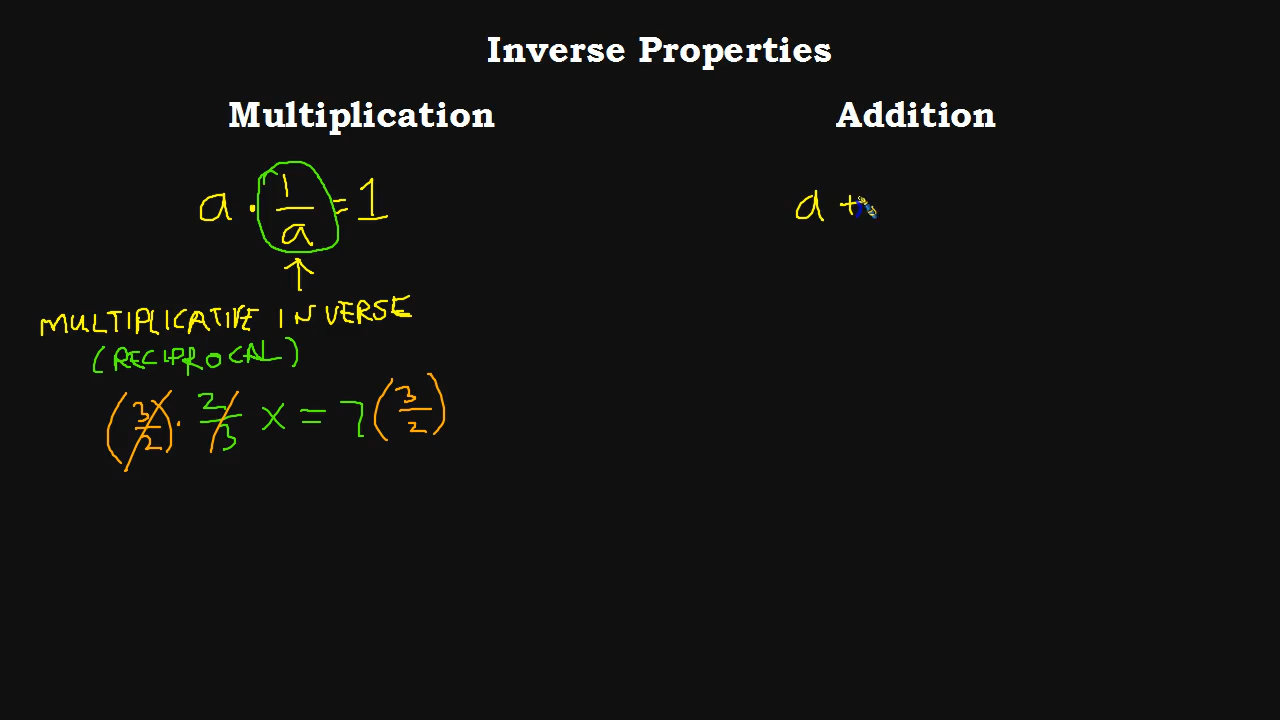 Inverse Properties
Multiplication
a · 1/a = 1
MULTIPLICATIVE INVERSE
(RECIPROCAL)
(3/2) · 2/3 x = 7 (3/2)
Addition
a +